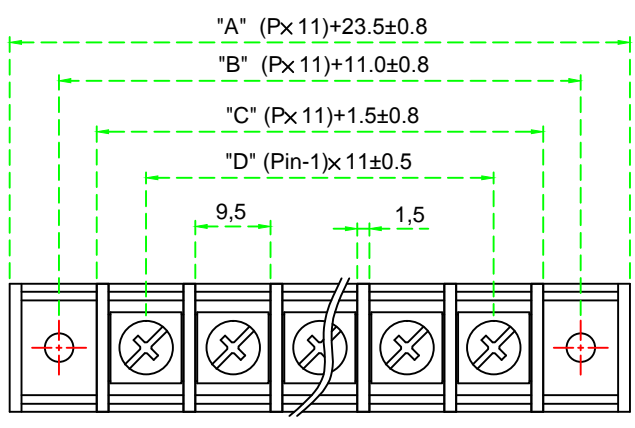 "A" (P×11)+23.5±0.8
"B" (P×11)+11.0±0.8
"C" (P×11)+1.5±0.8
"D" (Pin-1)×11±0.5
9,5 1,5